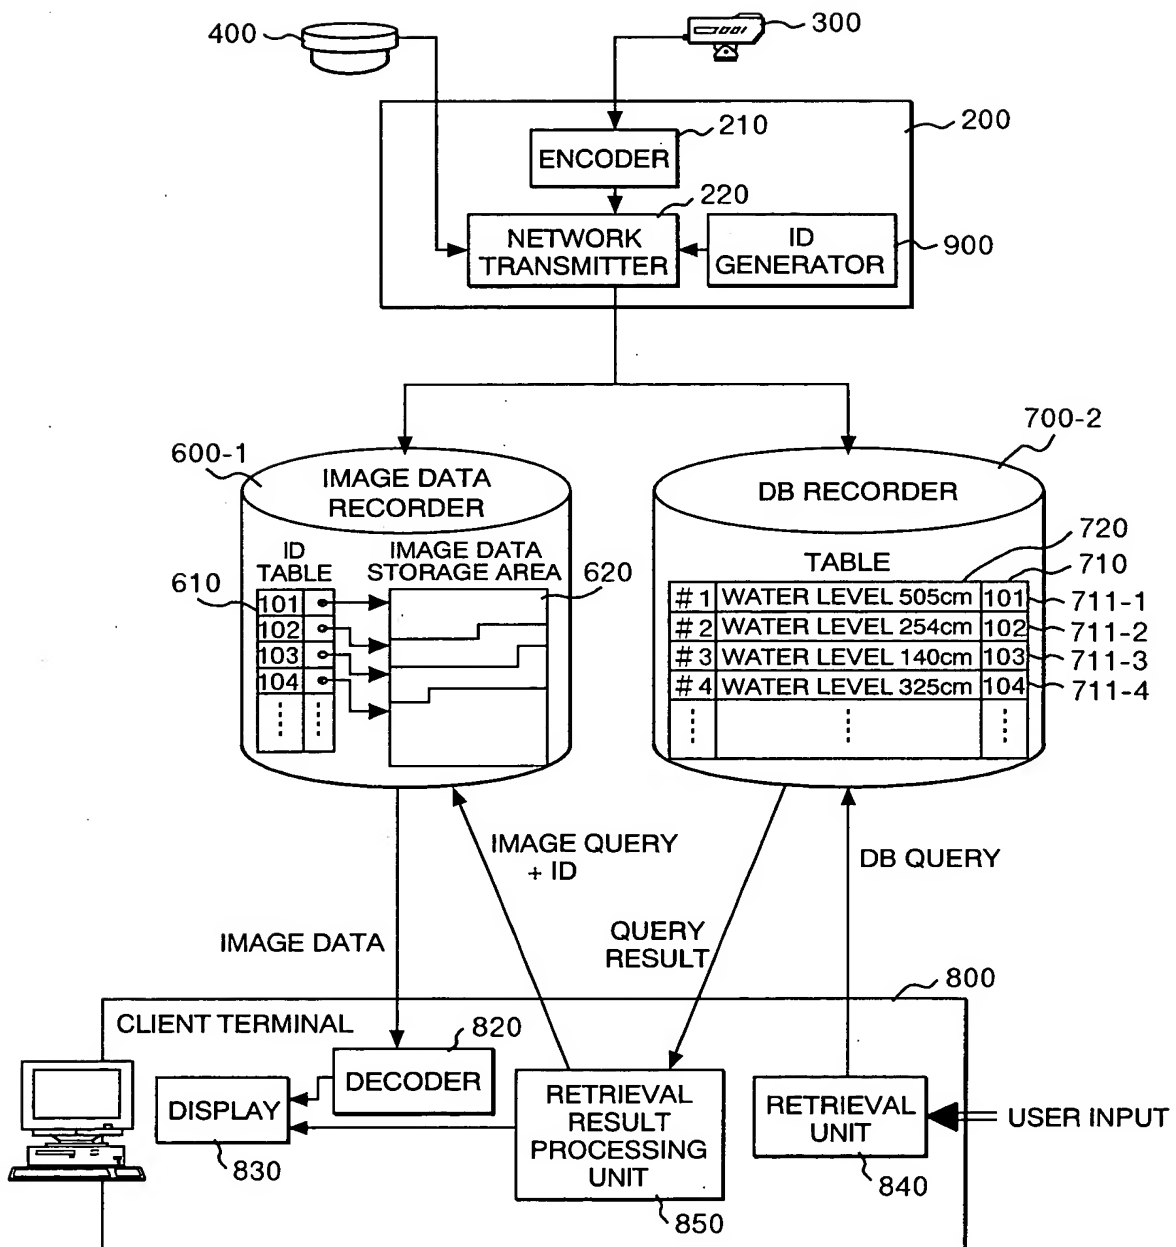 400
300
200
210
ENCODER
220
NETWORK
TRANSMITTER
ID
GENERATOR
900
600-1
IMAGE DATA
RECORDER
700-2
DB RECORDER
ID
TABLE
IMAGE DATA
STORAGE AREA
610
620
101
102
103
104
TABLE
720
710
#1 WATER LEVEL 505cm 101
711-1
#2 WATER LEVEL 254cm 102
711-2
#3 WATER LEVEL 140cm 103
711-3
#4 WATER LEVEL 325cm 104
711-4
IMAGE QUERY
+ ID
DB QUERY
IMAGE DATA
QUERY
RESULT
800
CLIENT TERMINAL
820
DECODER
DISPLAY
830
RETRIEVAL
RESULT
PROCESSING
UNIT
850
RETRIEVAL
UNIT
840
USER INPUT